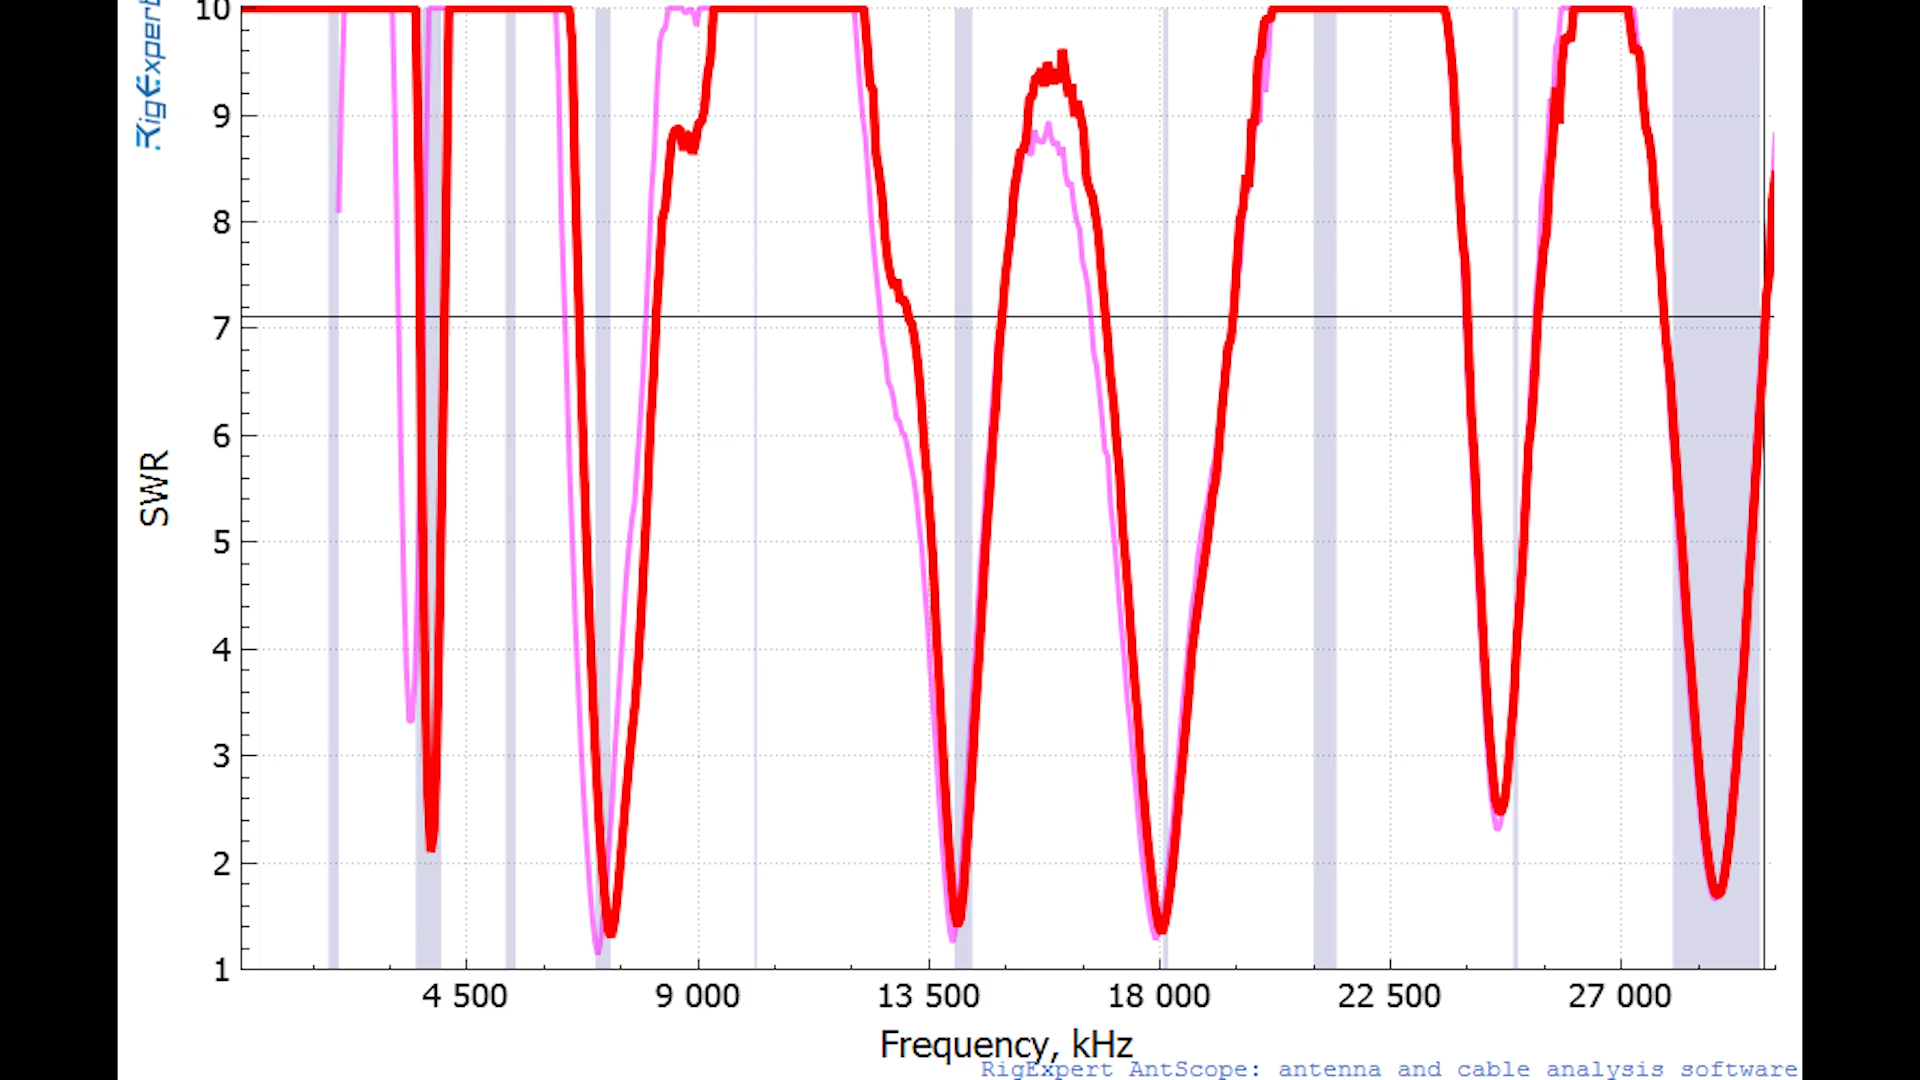 RigExpert
10
9
8
7
6
5
4
3
2
1
SWR
4 500 9 000 13 500 18 000 22 500 27 000
Frequency, kHz
RigExpert AntScope: antenna and cable analysis software